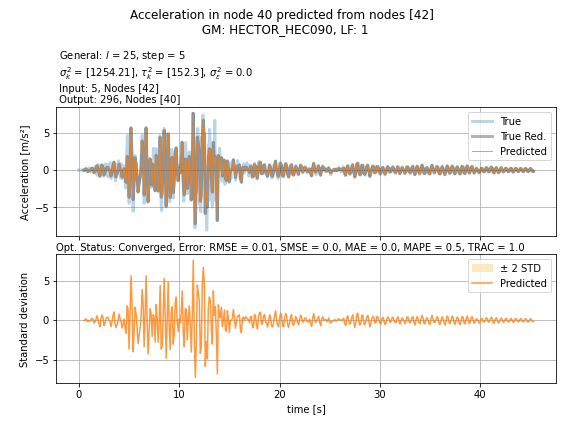 Acceleration in node 40 predicted from nodes [42]
GM: HECTOR_HEC090, LF: 1
General: l = 25, step = 5
σ²ₖ = [1254.21], τ²ₖ = [152.3], σ²ε = 0.0
Input: 5, Nodes [42]
Output: 296, Nodes [40]
True
True Red.
Predicted
Acceleration [m/s²]
5
0
−5
Opt. Status: Converged, Error: RMSE = 0.01, SMSE = 0.0, MAE = 0.0, MAPE = 0.5, TRAC = 1.0
± 2 STD
Predicted
Standard deviation
5
0
−5
0 10 20 30 40
time [s]